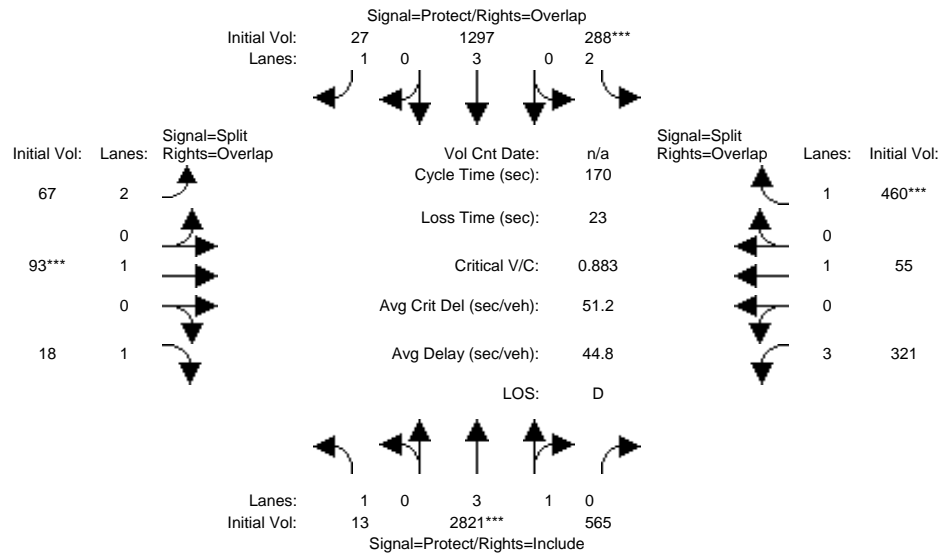 Signal=Protect/Rights=Overlap
Initial Vol: 27 1297 288***
Lanes: 1 0 3 0 2
Signal=Split Signal=Split
Initial Vol: Lanes: Rights=Overlap Vol Cnt Date: n/a Rights=Overlap Lanes: Initial Vol:
Cycle Time (sec): 170
67 2 1 460***
Loss Time (sec): 23
0 0
93*** 1 Critical V/C: 0.883 1 55
0 Avg Crit Del (sec/veh): 51.2 0
18 1 Avg Delay (sec/veh): 44.8 3 321
LOS: D
Lanes: 1 0 3 1 0
Initial Vol: 13 2821*** 565
Signal=Protect/Rights=Include